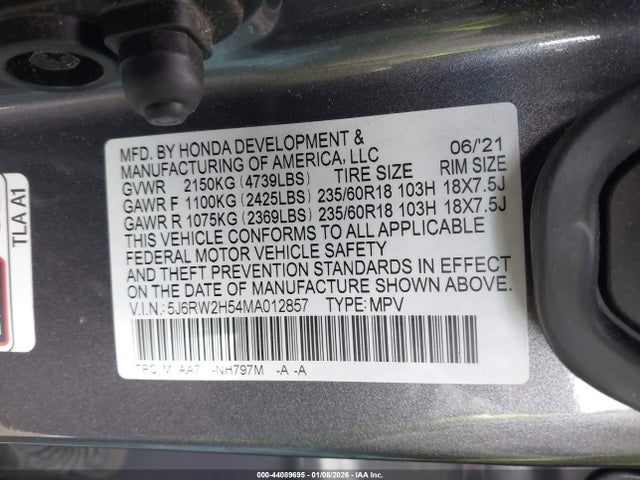 MFD. BY HONDA DEVELOPMENT &
MANUFACTURING OF AMERICA, LLC 06/'21
GVWR 2150KG (4739LBS) TIRE SIZE RIM SIZE
GAWR F 1100KG (2425LBS) 235/60R18 103H 18X7.5J
GAWR R 1075KG (2369LBS) 235/60R18 103H 18X7.5J
THIS VEHICLE CONFORMS TO ALL APPLICABLE
FEDERAL MOTOR VEHICLE SAFETY
AND THEFT PREVENTION STANDARDS IN EFFECT
ON THE DATE OF MANUFACTURE SHOWN ABOVE.
V.I.N.: 5J6RW2H54MA012857 TYPE: MPV
-NH797M -A -A
TLA A1
000-44089695 01/08/2026 IAA Inc.